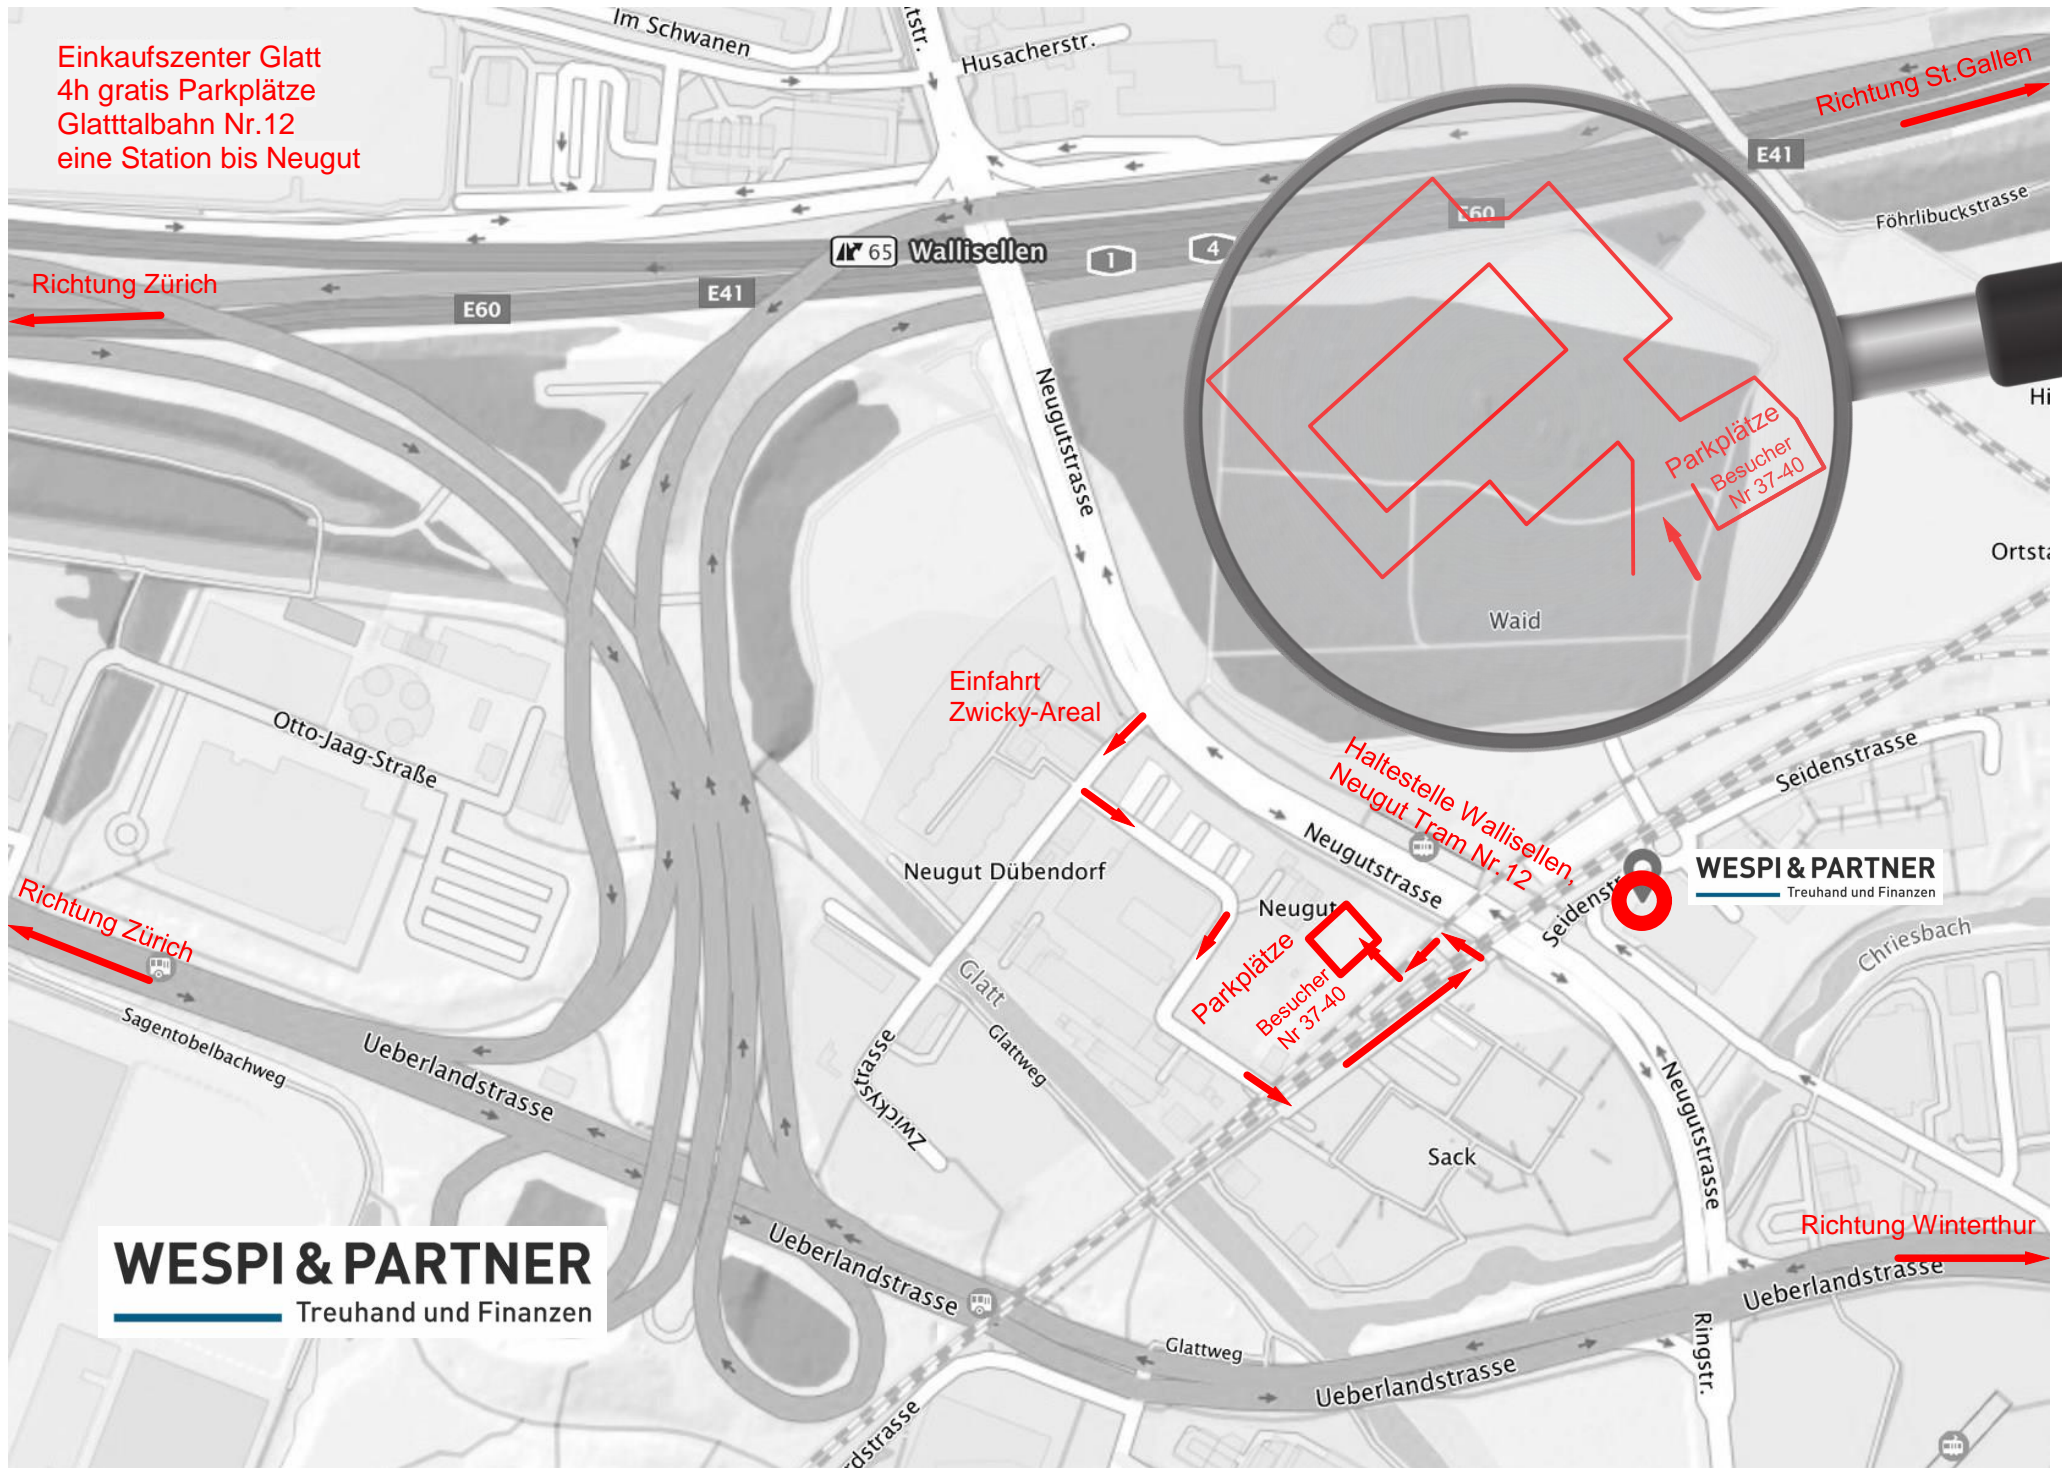 Einkaufszenter Glatt
4h gratis Parkplätze
Glatttalbahn Nr.12
eine Station bis Neugut
Im Schwanen
Husacherstr.
Richtung St.Gallen
E41
Föhrlibuckstrasse
E60
65 Wallisellen
1
4
Richtung Zürich
E60
E41
Neugutstrasse
Parkplätze
Besucher
Nr 37-40
Waid
Einfahrt
Zwicky-Areal
Otto-Jaag-Straße
Haltestelle Wallisellen,
Neugut Tram Nr.12
Seidenstrasse
Neugutstrasse
Neugut Dübendorf
Neugut
Seidenstr.
WESPI & PARTNER
Treuhand und Finanzen
Chriesbach
Richtung Zürich
Parkplätze
Besucher
Nr 37-40
Glatt
Glattweg
Sagentobelbachweg
Ueberlandstrasse
Zwickystrasse
Neugutstrasse
Sack
Richtung Winterthur
Ueberlandstrasse
WESPI & PARTNER
Treuhand und Finanzen
Ueberlandstrasse
Glattweg
Ringstr.
Ueberlandstrasse